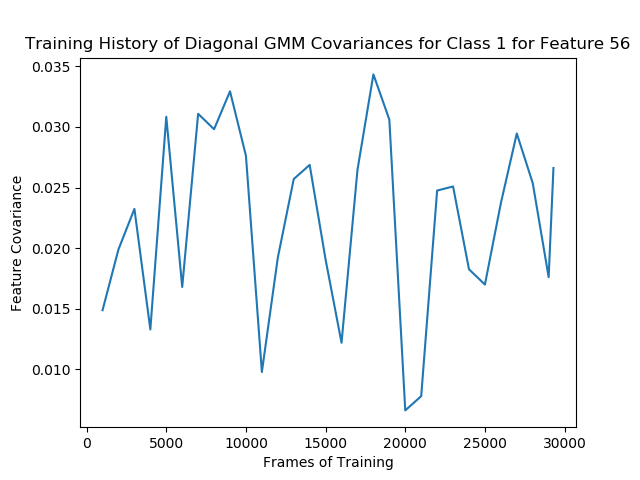 Training History of Diagonal GMM Covariances for Class 1 for Feature 56
0.035
0.030
0.025
0.020
0.015
0.010
Feature Covariance
0 5000 10000 15000 20000 25000 30000
Frames of Training